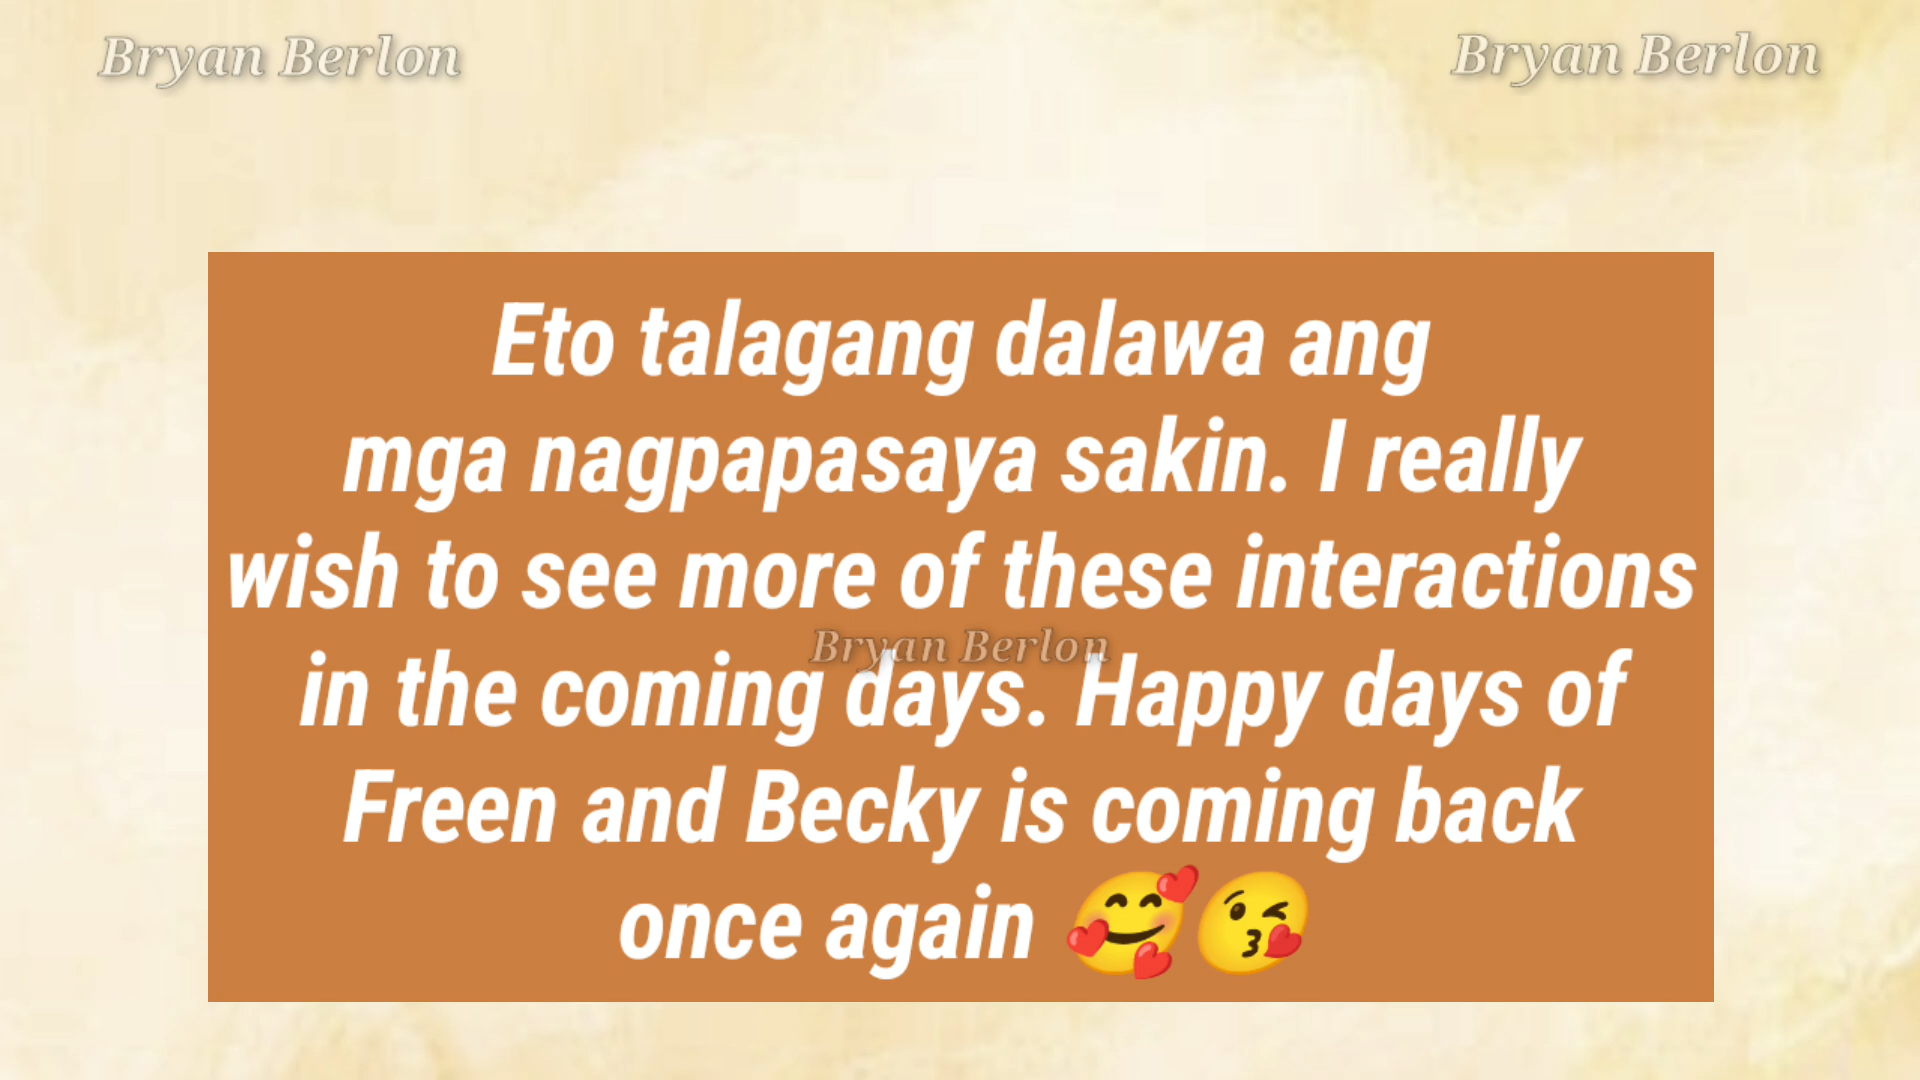 Bryan Berlon
Bryan Berlon
Eto talagang dalawa ang
mga nagpapasaya sakin. I really
wish to see more of these interactions
Bryan Berlon
in the coming days. Happy days of
Freen and Becky is coming back
once again 🥰😘